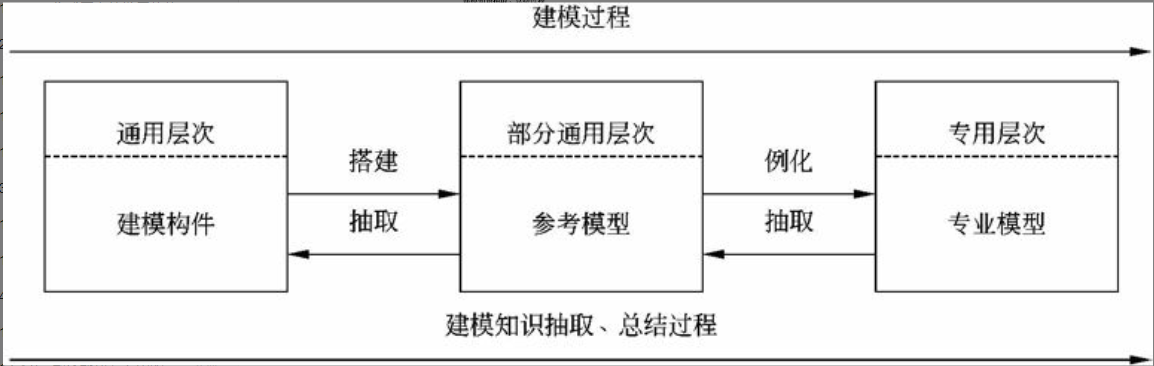 建模过程
通用层次
部分通用层次
专用层次
搭建
例化
抽取
抽取
建模构件
参考模型
专业模型
建模知识抽取、总结过程